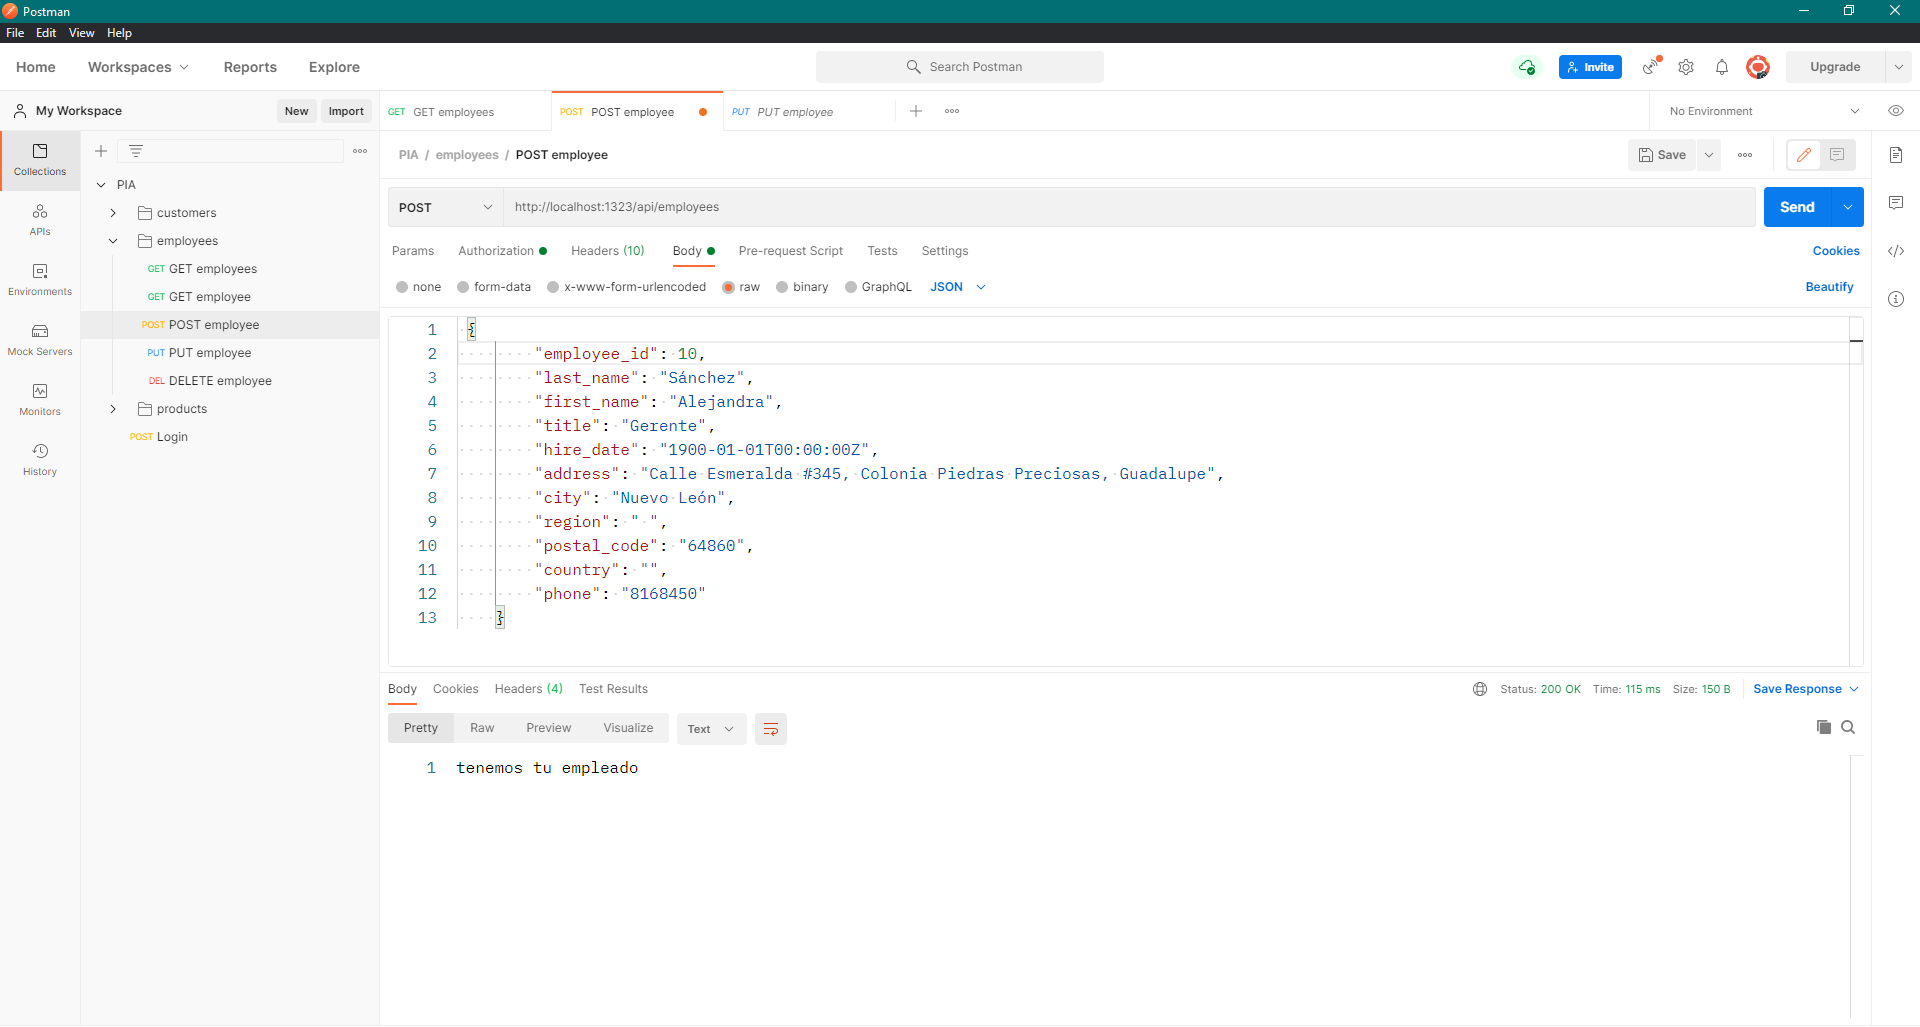 Postman
File Edit View Help
Home Workspaces Reports Explore Search Postman Invite Upgrade
My Workspace New Import GET GET employees POST POST employee PUT PUT employee No Environment
Collections
APIs
Environments
Mock Servers
Monitors
History
PIA
customers
employees
GET GET employees
GET GET employee
POST POST employee
PUT PUT employee
DEL DELETE employee
products
POST Login
PIA / employees / POST employee Save
POST http://localhost:1323/api/employees Send
Params Authorization Headers (10) Body Pre-request Script Tests Settings Cookies
none form-data x-www-form-urlencoded raw binary GraphQL JSON Beautify
1 {
2 "employee_id": 10,
3 "last_name": "Sánchez",
4 "first_name": "Alejandra",
5 "title": "Gerente",
6 "hire_date": "1900-01-01T00:00:00Z",
7 "address": "Calle Esmeralda #345, Colonia Piedras Preciosas, Guadalupe",
8 "city": "Nuevo León",
9 "region": " ",
10 "postal_code": "64860",
11 "country": "",
12 "phone": "8168450"
13 }
Body Cookies Headers (4) Test Results Status: 200 OK Time: 115 ms Size: 150 B Save Response
Pretty Raw Preview Visualize Text
1 tenemos tu empleado